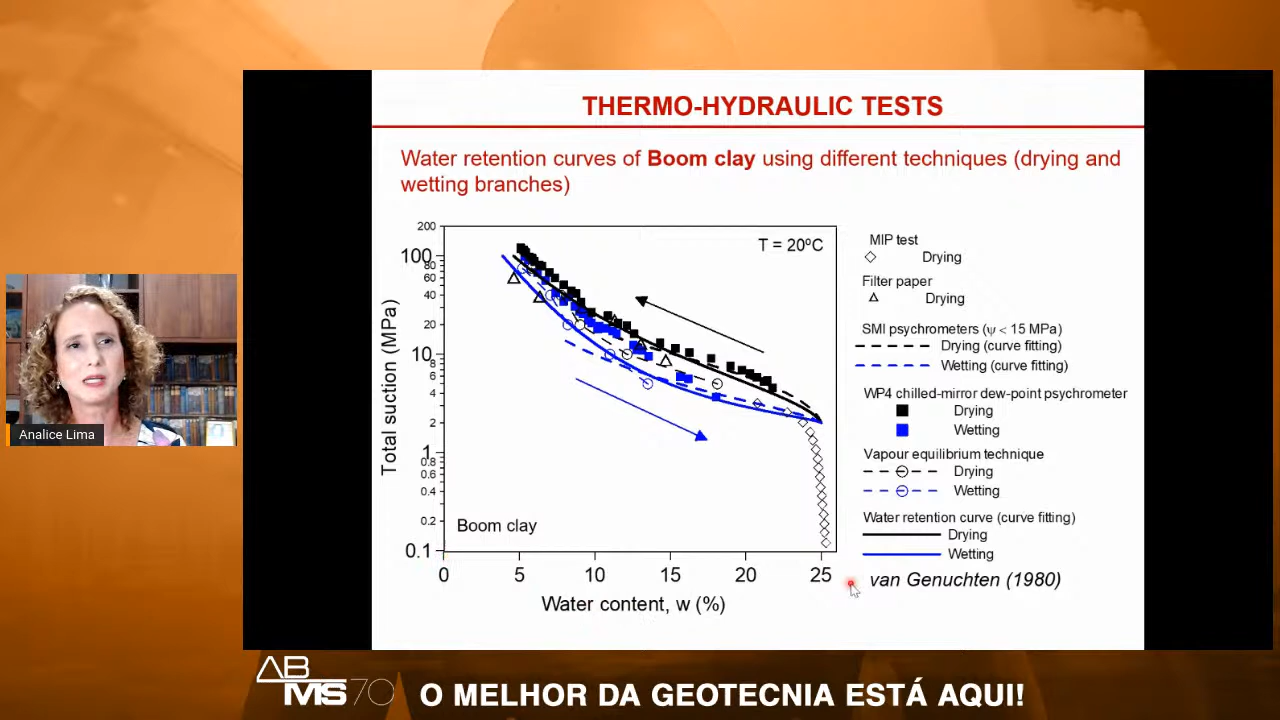 THERMO-HYDRAULIC TESTS
Water retention curves of Boom clay using different techniques (drying and
wetting branches)
T = 20ºC
Total suction (MPa)
200
100
80
60
40
20
10
8
6
4
2
1
0.8
0.6
0.4
0.2
0.1
Boom clay
0 5 10 15 20 25
Water content, w (%)
MIP test
Drying
Filter paper
Drying
SMI psychrometers (ψ < 15 MPa)
Drying (curve fitting)
Wetting (curve fitting)
WP4 chilled-mirror dew-point psychrometer
Drying
Wetting
Vapour equilibrium technique
Drying
Wetting
Water retention curve (curve fitting)
Drying
Wetting
van Genuchten (1980)
Analice Lima
ABMS70
O MELHOR DA GEOTECNIA ESTÁ AQUI!